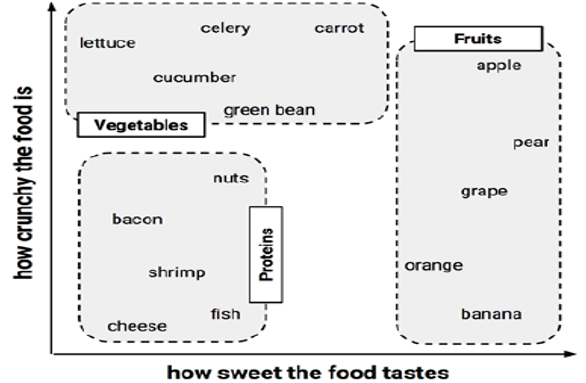 how crunchy the food is
lettuce
celery
carrot
cucumber
green bean
Vegetables
Fruits
apple
pear
grape
orange
banana
nuts
bacon
shrimp
fish
cheese
Proteins
how sweet the food tastes